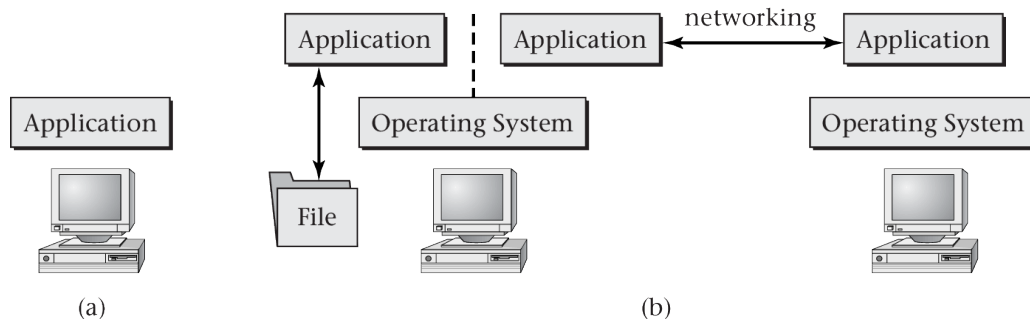 networking
Application
Application
Application
Application
Operating System
Operating System
File
(a)
(b)